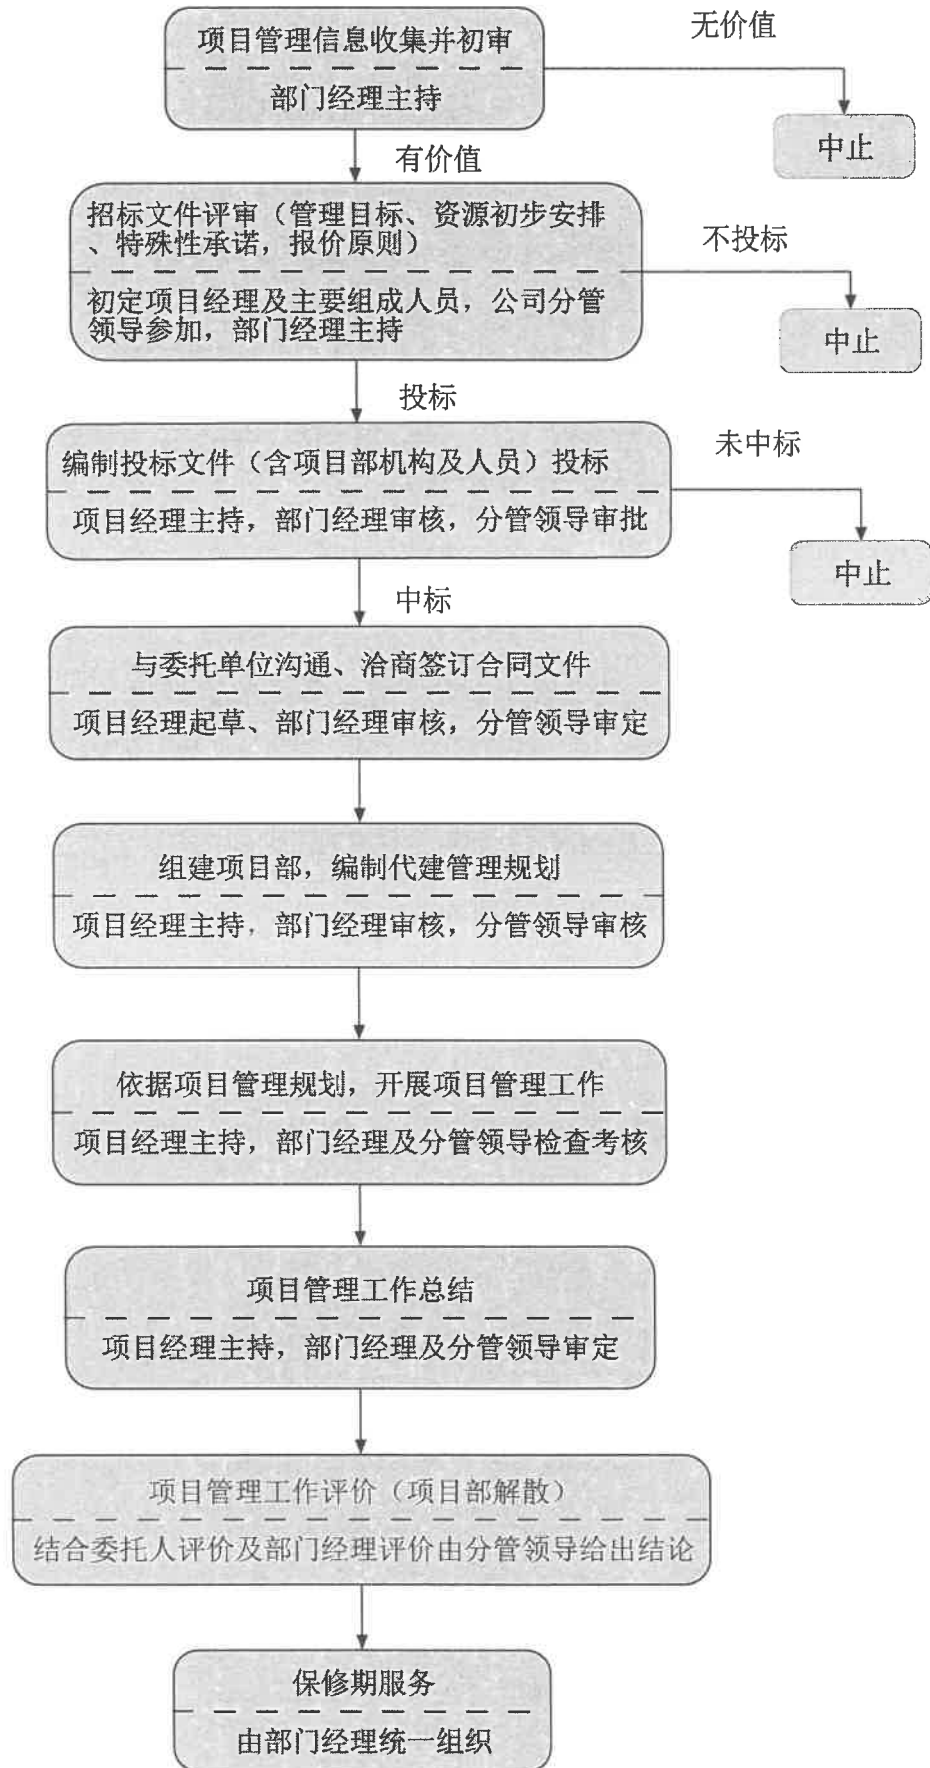 项目管理信息收集并初审
部门经理主持
无价值
中止
有价值
招标文件评审（管理目标、资源初步安排
、特殊性承诺，报价原则）
初定项目经理及主要组成人员，公司分管
领导参加，部门经理主持
不投标
中止
投标
编制投标文件（含项目部机构及人员）投标
项目经理主持，部门经理审核，分管领导审批
未中标
中止
中标
与委托单位沟通、洽商签订合同文件
项目经理起草、部门经理审核，分管领导审定
组建项目部，编制代建管理规划
项目经理主持，部门经理审核，分管领导审核
依据项目管理规划，开展项目管理工作
项目经理主持，部门经理及分管领导检查考核
项目管理工作总结
项目经理主持，部门经理及分管领导审定
项目管理工作评价（项目部解散）
结合委托人评价及部门经理评价由分管领导给出结论
保修期服务
由部门经理统一组织